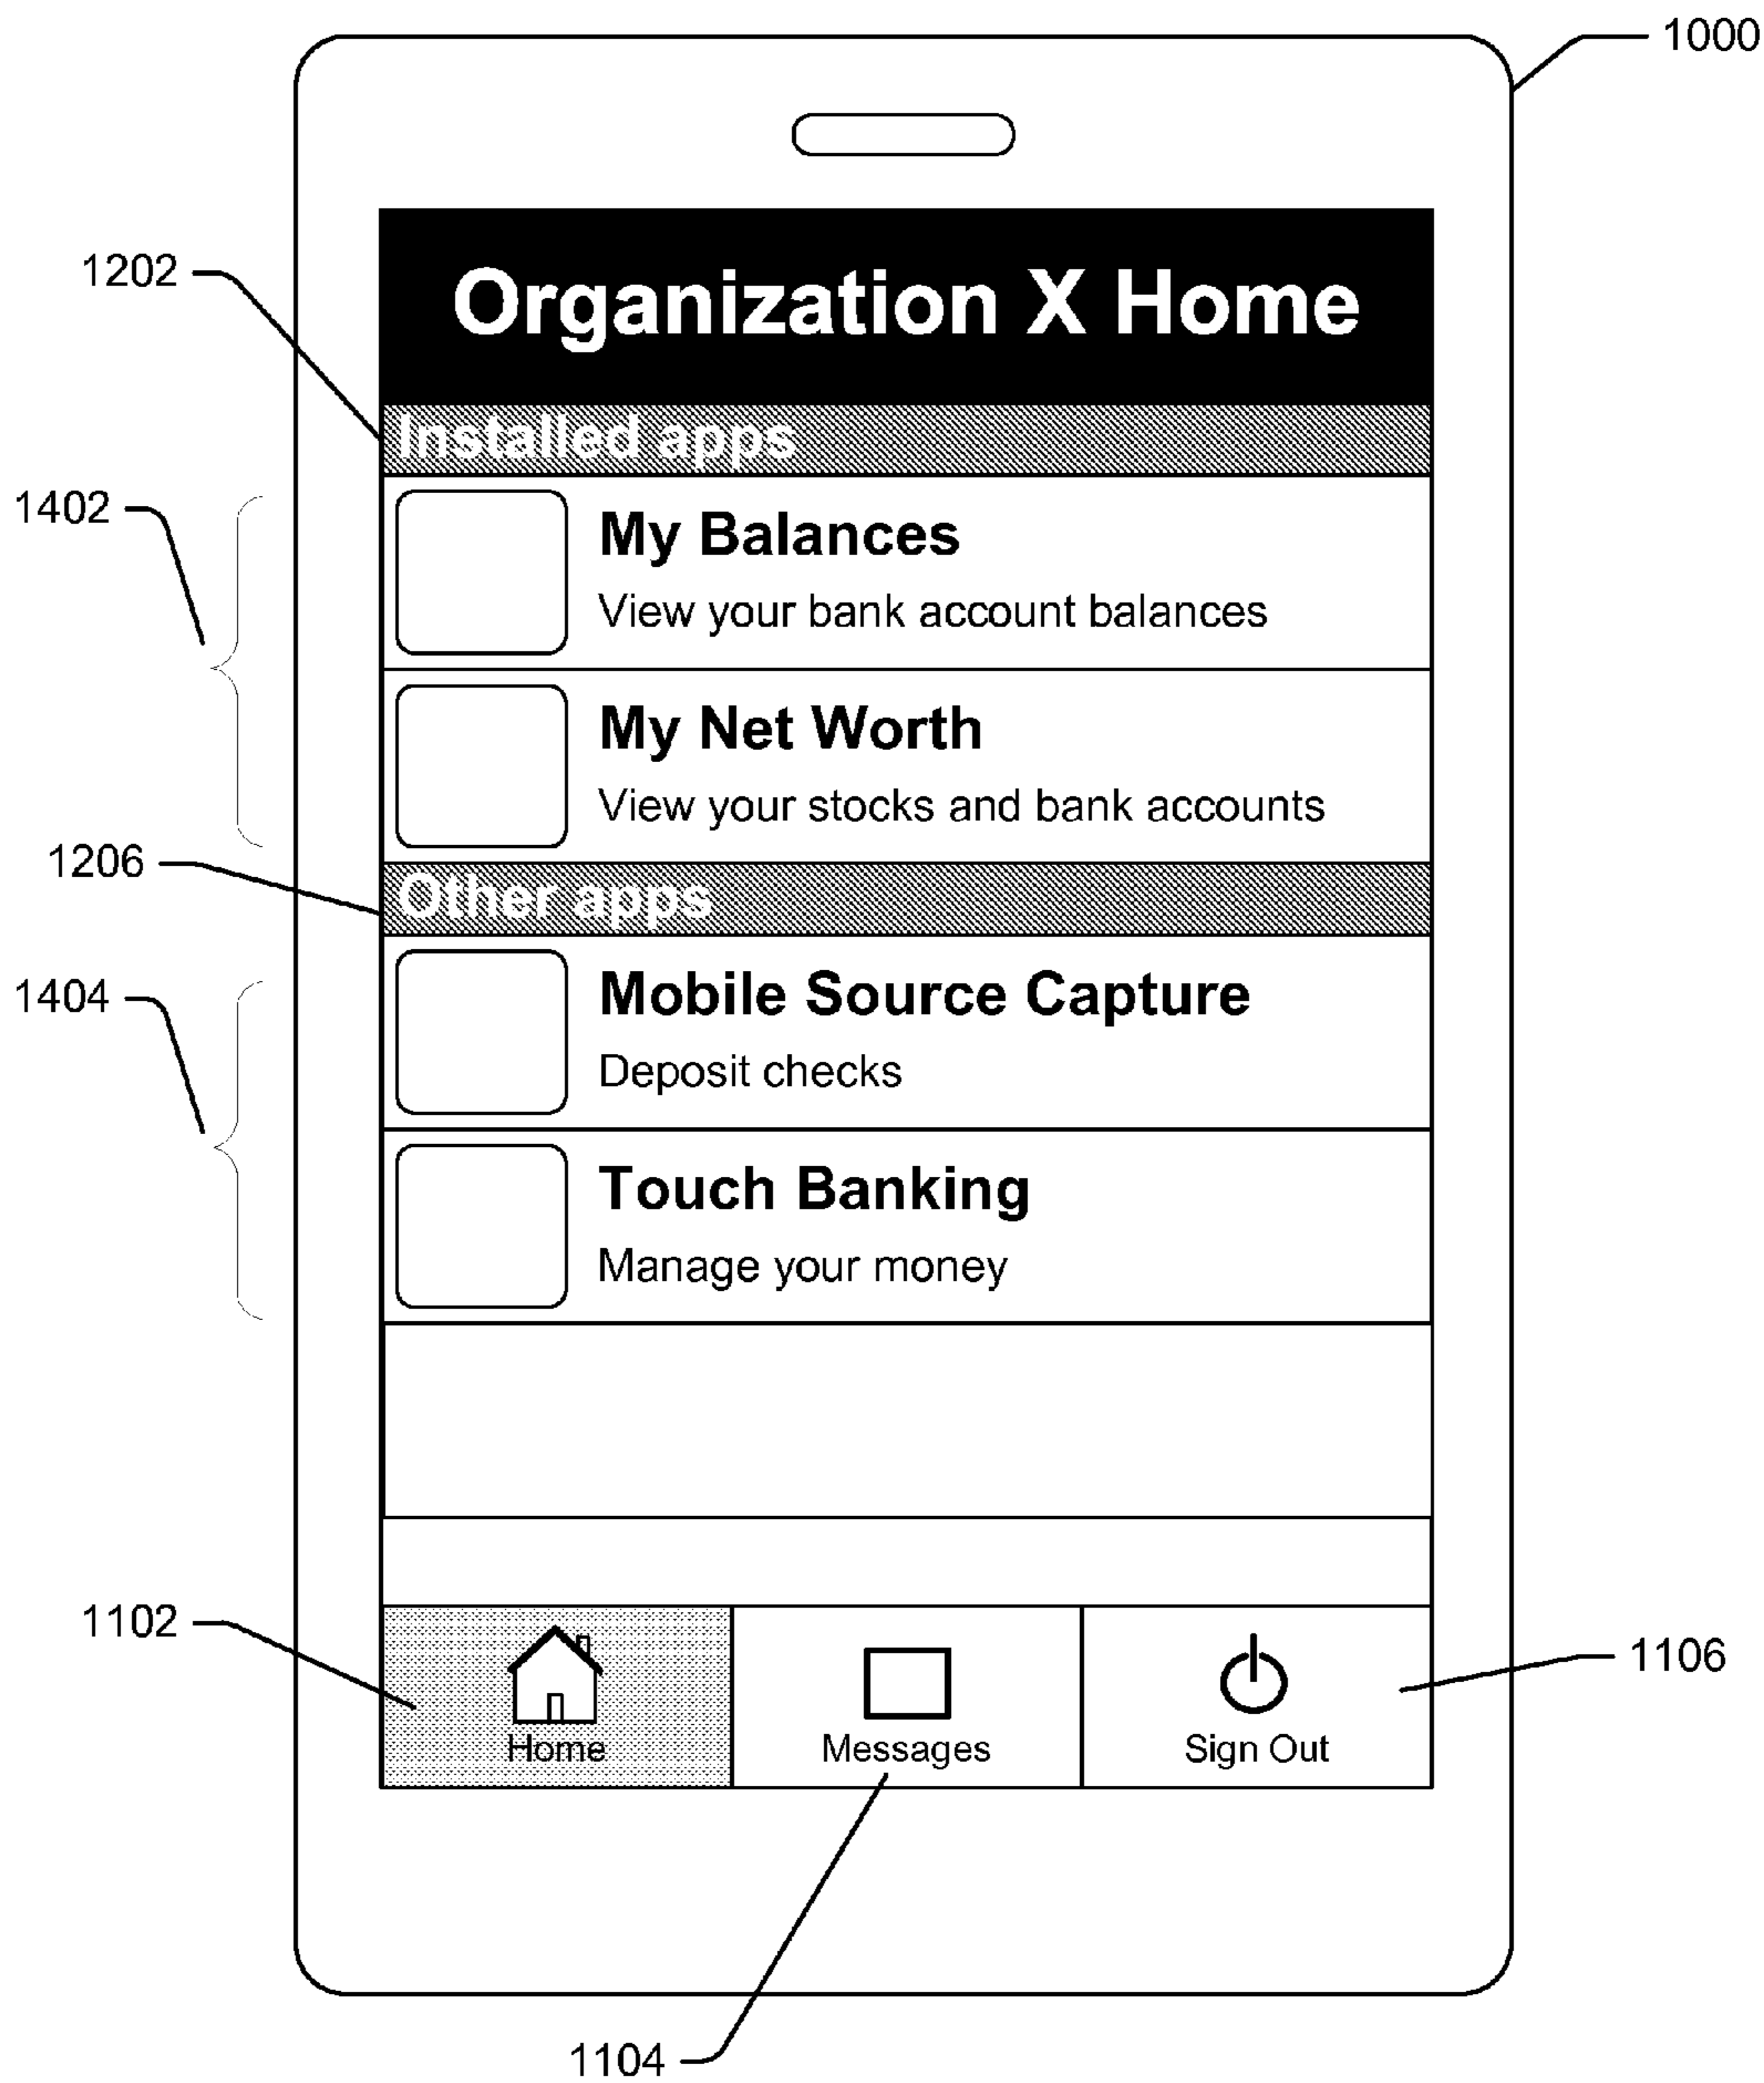 1000
Organization X Home
1202
Installed apps
1402
My Balances
View your bank account balances
My Net Worth
View your stocks and bank accounts
1206
Other apps
1404
Mobile Source Capture
Deposit checks
Touch Banking
Manage your money
1102
Home
Messages
Sign Out
1106
1104